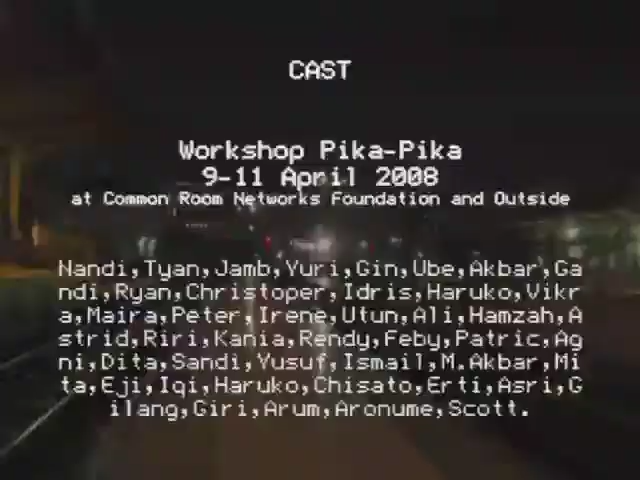 CAST
Workshop Pika-Pika
9-11 April 2008
at Common Room Networks Foundation and Outside
Nandi,Tyan,Jamb,Yuri,Gin,Ube,Akbar,Ga
ndi,Ryan,Christoper,Idris,Haruko,Vikr
a,Maira,Peter,Irene,Utun,Ali,Hamzah,A
strid,Riri,Kania,Rendy,Feby,Patric,Ag
ni,Dita,Sandi,Yusuf,Ismail,M.Akbar,Mi
ta,Eji,Iqi,Haruko,Chisato,Erti,Asri,G
ilang,Giri,Arum,Aronume,Scott.